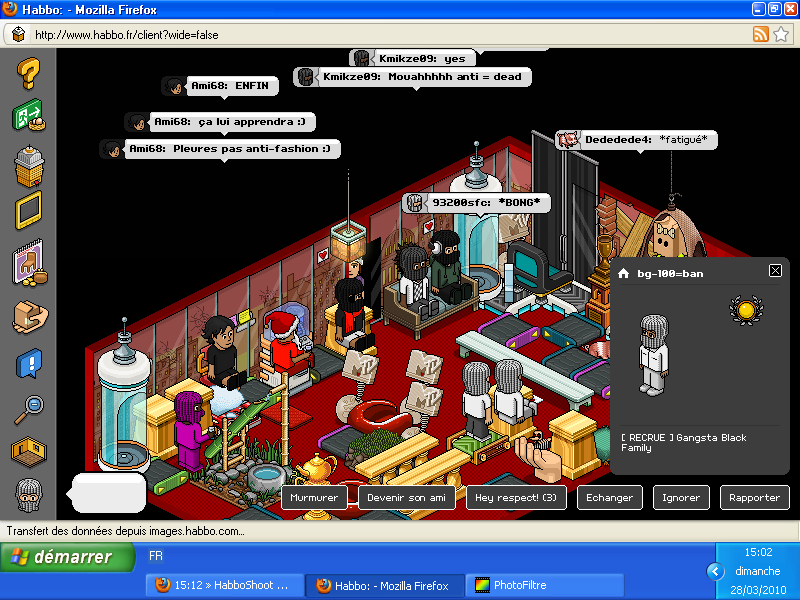 Habbo: - Mozilla Firefox
http://www.habbo.fr/client?wide=false
Kmikze09: yes
Kmikze09: Mouahhhhh anti = dead
Ami68: ENFIN
Ami68: ça lui apprendra :)
Dededede4: *fatigué*
Ami68: Pleures pas anti-fashion :)
93200sfc: *BONG*
bg-100=ban
[ RECRUE ] Gangsta Black
Family
Murmurer
Devenir son ami
Hey respect! (3)
Echanger
Ignorer
Rapporter
Transfert des données depuis images.habbo.com...
démarrer
FR
15:12 » HabboShoot ...
Habbo: - Mozilla Firefox
PhotoFiltre
15:02
dimanche
28/03/2010